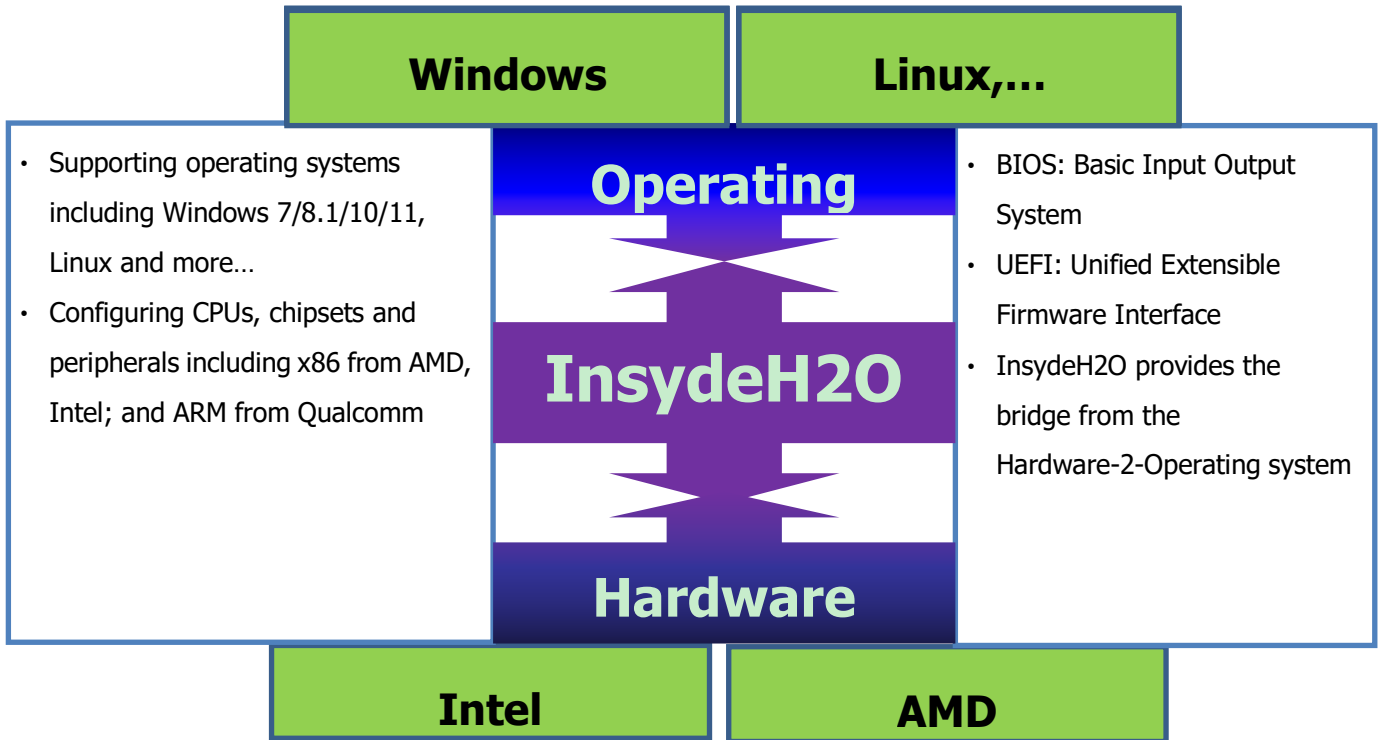 Windows
Linux,...
• Supporting operating systems
including Windows 7/8.1/10/11,
Linux and more…
• Configuring CPUs, chipsets and
peripherals including x86 from AMD,
Intel; and ARM from Qualcomm
Operating
InsydeH2O
Hardware
• BIOS: Basic Input Output
System
• UEFI: Unified Extensible
Firmware Interface
• InsydeH2O provides the
bridge from the
Hardware-2-Operating system
Intel
AMD